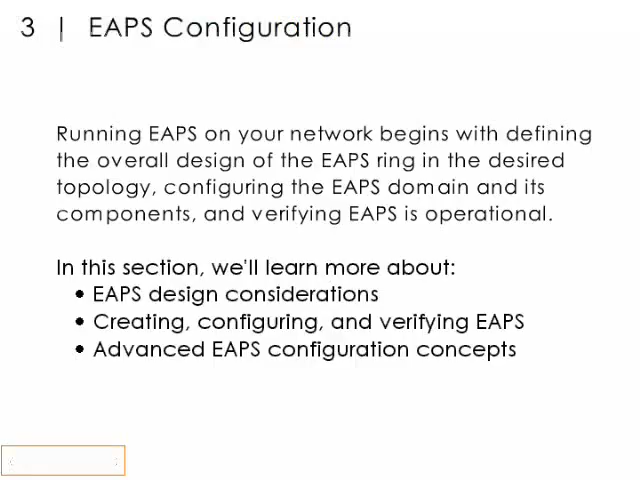 3 | EAPS Configuration
Running EAPS on your network begins with defining
the overall design of the EAPS ring in the desired
topology, configuring the EAPS domain and its
components, and verifying EAPS is operational.
In this section, we'll learn more about:
• EAPS design considerations
• Creating, configuring, and verifying EAPS
• Advanced EAPS configuration concepts